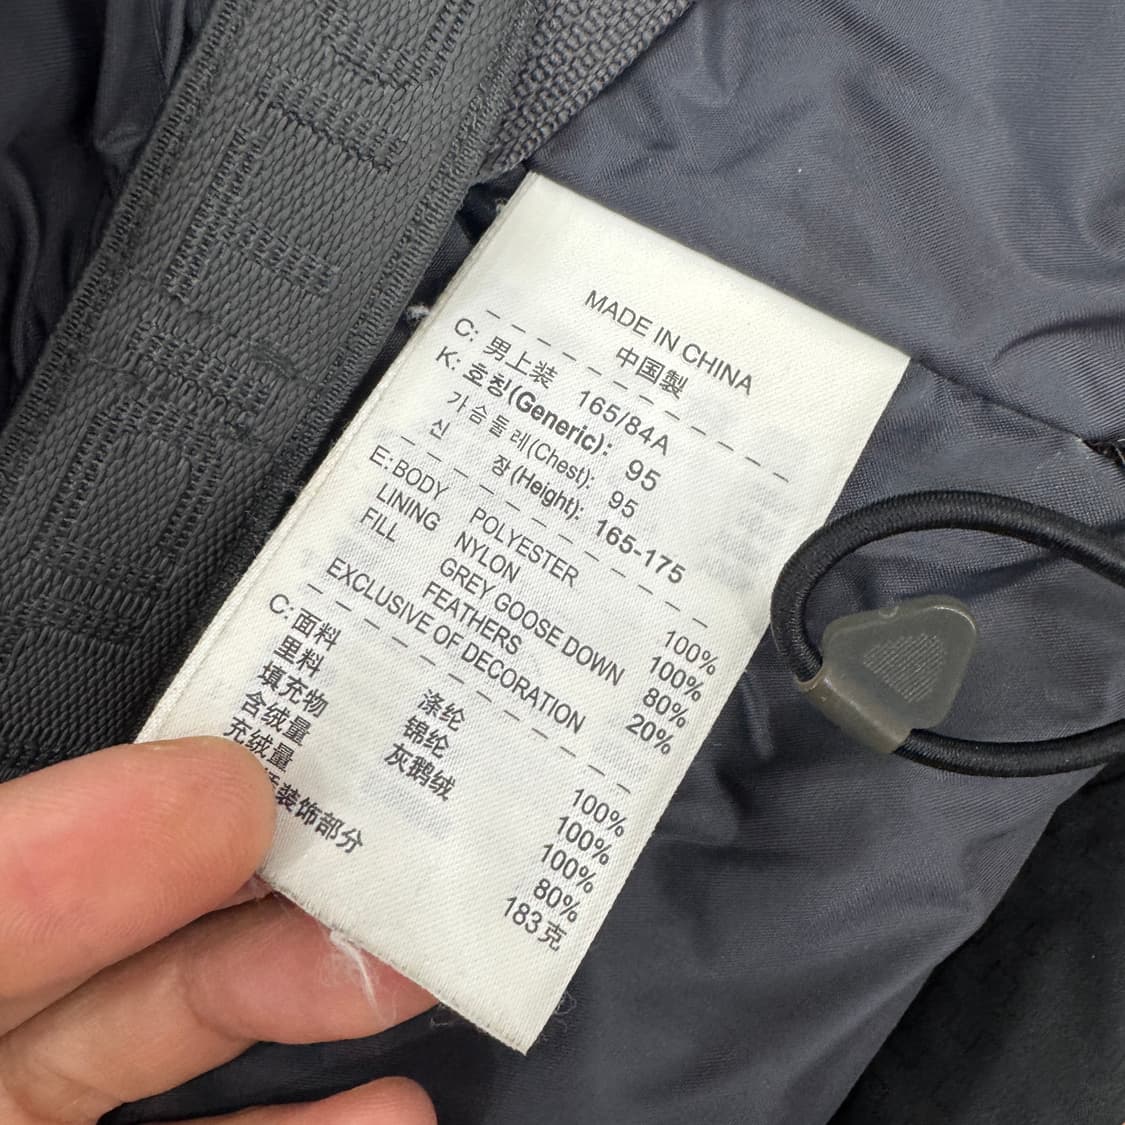 MADE IN CHINA
中国製
C: 男上装 165/84A
K: 호칭(Generic): 95
가슴둘레(Chest): 95
신 장(Height): 165-175
E: BODY POLYESTER 100%
LINING NYLON 100%
FILL GREY GOOSE DOWN 80%
FEATHERS 20%
EXCLUSIVE OF DECORATION
C: 面料 涤纶 100%
里料 锦纶 100%
填充物 灰鹅绒 100%
含绒量 80%
充绒量 183克
装饰部分